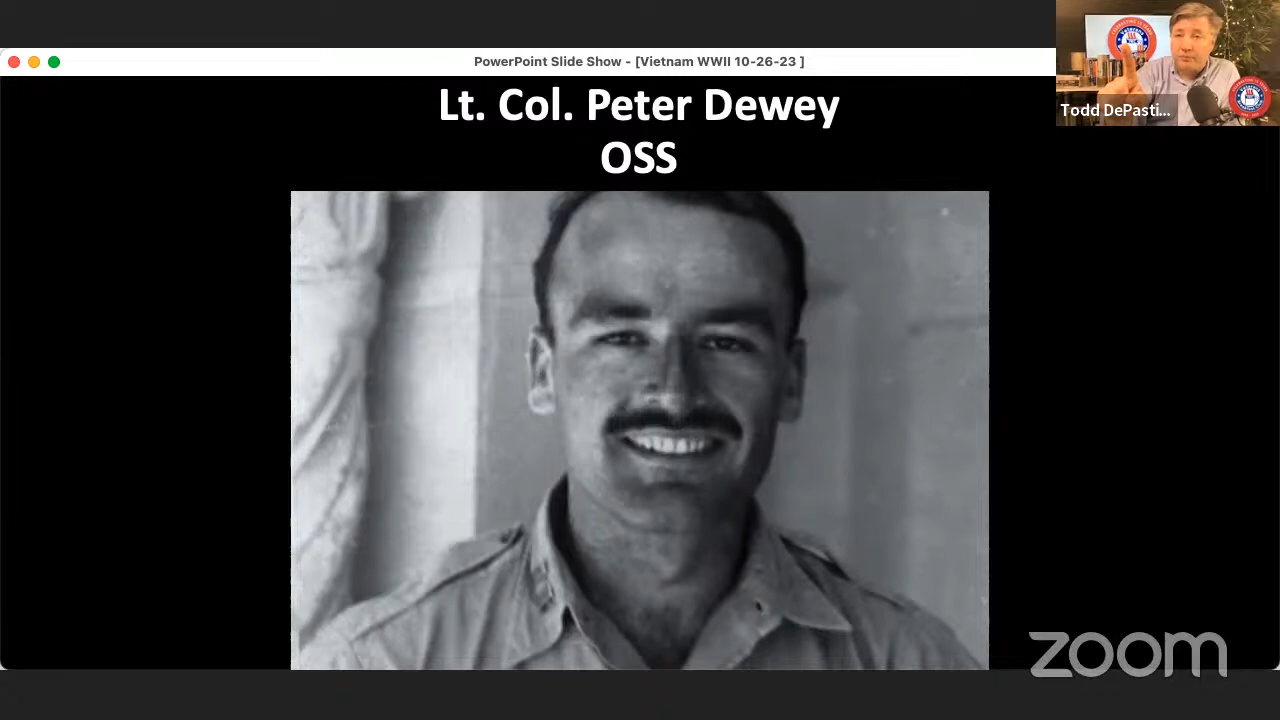 PowerPoint Slide Show - [Vietnam WWII 10-26-23 ]
Lt. Col. Peter Dewey
OSS
Todd DePasti...
zoom